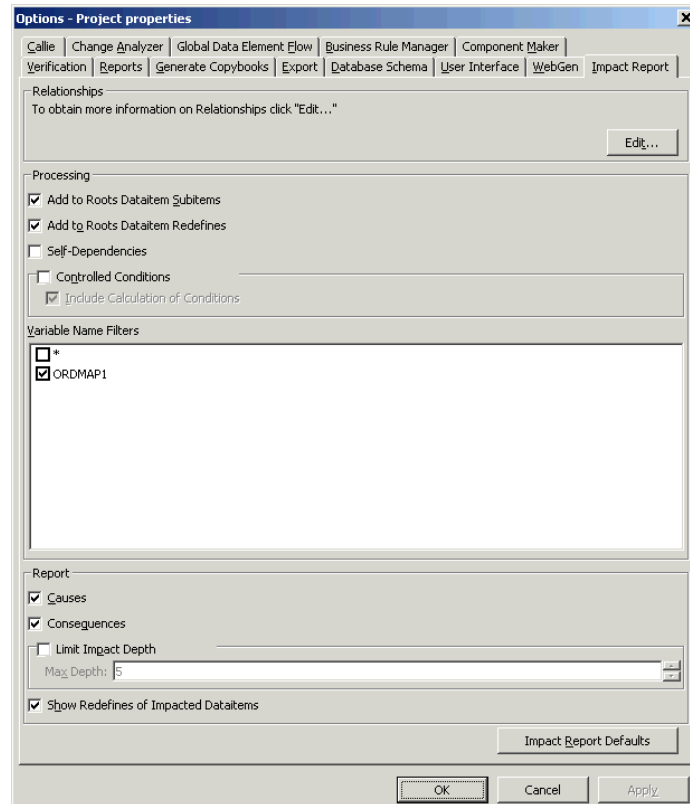 Options - Project properties
Callie | Change Analyzer | Global Data Element Flow | Business Rule Manager | Component Maker
Verification | Reports | Generate Copybooks | Export | Database Schema | User Interface | WebGen | Impact Report
Relationships
To obtain more information on Relationships click "Edit..."
Edit...
Processing
Add to Roots Dataitem Subitems
Add to Roots Dataitem Redefines
Self-Dependencies
Controlled Conditions
Include Calculation of Conditions
Variable Name Filters
*
ORDMAP1
Report
Causes
Consequences
Limit Impact Depth
Max Depth: 5
Show Redefines of Impacted Dataitems
Impact Report Defaults
OK Cancel Apply